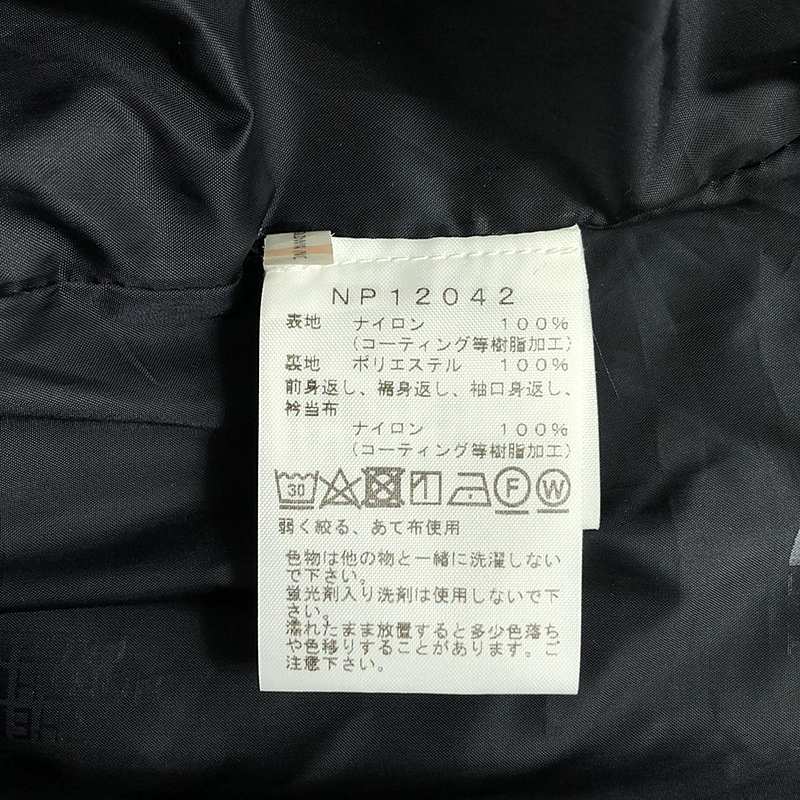 NP12042
表地 ナイロン 100%
(コーティング等樹脂加工)
裏地 ポリエステル 100%
前身返し、裾身返し、袖口身返し、
衿当布
ナイロン 100%
(コーティング等樹脂加工)
30 F W
弱く絞る、あて布使用
色物は他の物と一緒に洗濯しない
で下さい。
蛍光剤入り洗剤は使用しないで下
さい。
濡れたまま放置すると多少色落ち
や色移りすることがあります。ご
注意下さい。